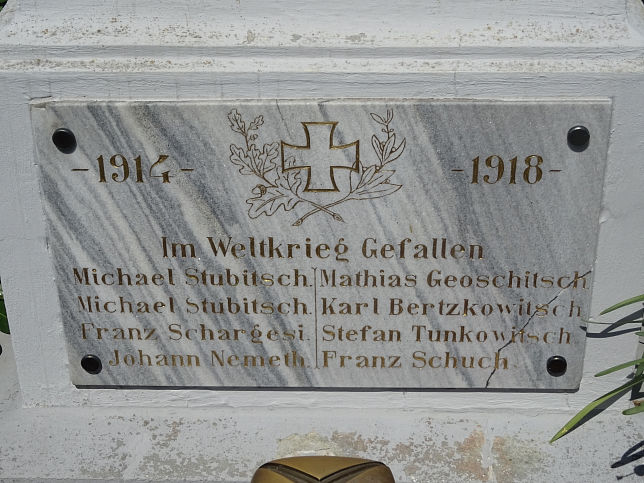 -1914- -1918-
Im Weltkrieg Gefallen
Michael Stubitsch. Mathias Geoschitsch
Michael Stubitsch. Karl Bertzkowitsch
Franz Schargesi. Stefan Tunkowitsch
Johann Nemeth. Franz Schuch